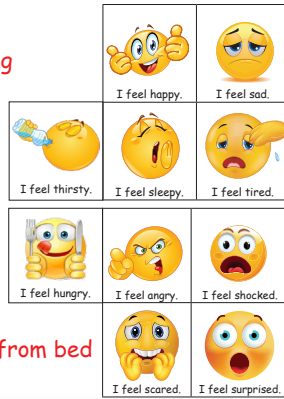 g
I feel happy.
I feel sad.
I feel thirsty.
I feel sleepy.
I feel tired.
I feel hungry.
I feel angry.
I feel shocked.
from bed
I feel scared.
I feel surprised.